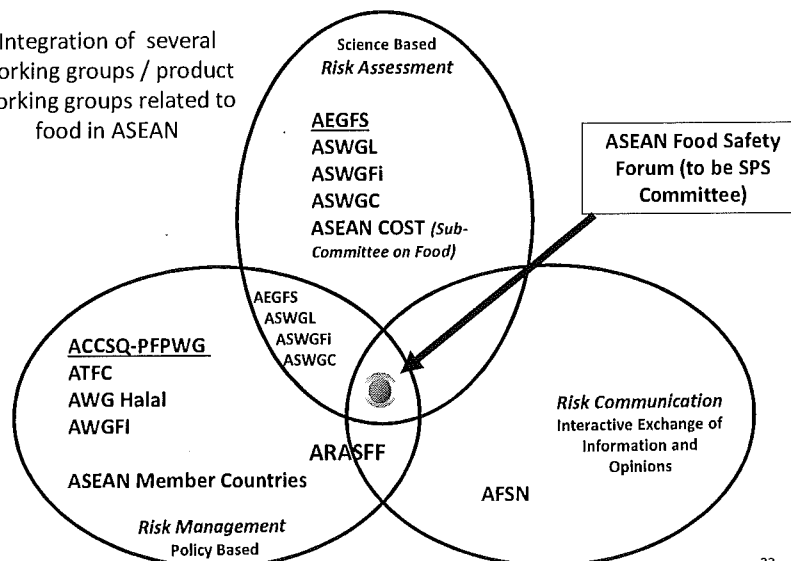 Integration of several
orking groups / product
orking groups related to
food in ASEAN
Science Based
Risk Assessment
AEGFS
ASWGL
ASWGFi
ASWGC
ASEAN COST (Sub-
Committee on Food)
ASEAN Food Safety
Forum (to be SPS
Committee)
AEGFS
ASWGL
ASWGFi
ASWGC
ACCSQ-PFPWG
ATFC
AWG Halal
AWGFI
ARASFF
ASEAN Member Countries
Risk Management
Policy Based
Risk Communication
Interactive Exchange of
Information and
Opinions
AFSN